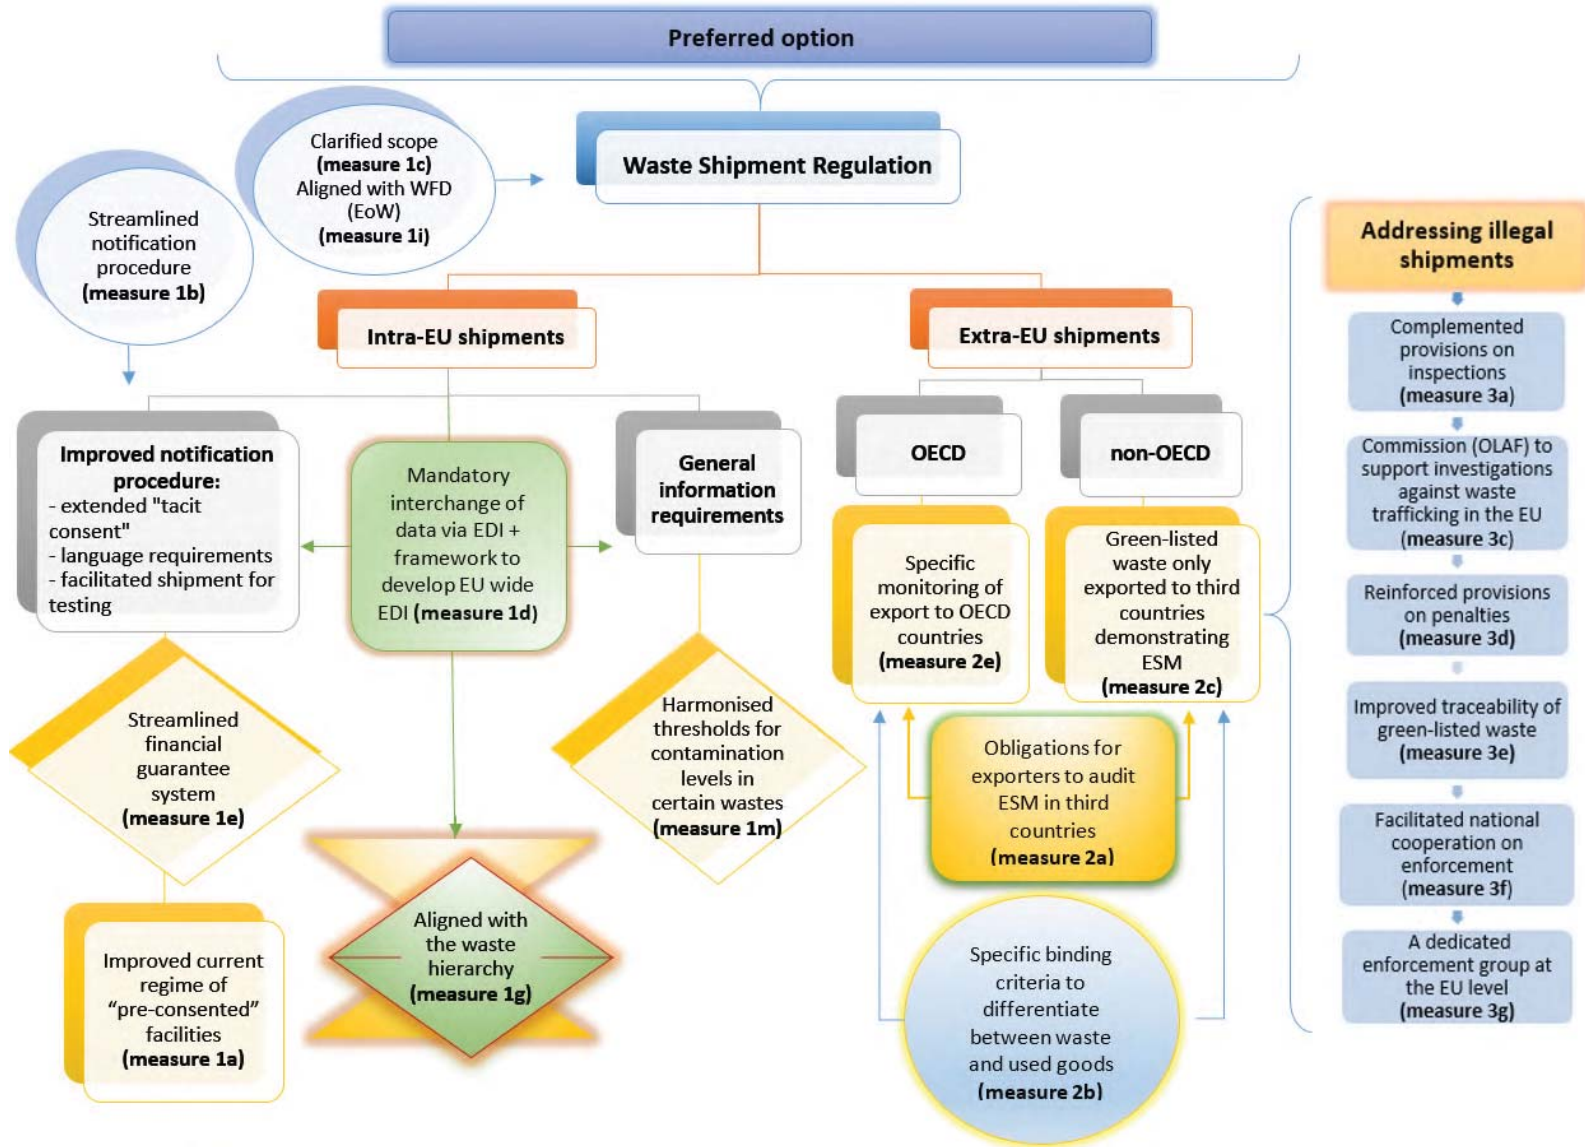 Preferred option
Clarified scope
(measure 1c)
Aligned with WFD
(EoW)
(measure 1i)
Waste Shipment Regulation
Streamlined
notification
procedure
(measure 1b)
Intra-EU shipments
Extra-EU shipments
Improved notification
procedure:
- extended "tacit
consent"
- language requirements
- facilitated shipment for
testing
Mandatory
interchange of
data via EDI +
framework to
develop EU wide
EDI (measure 1d)
General
information
requirements
OECD
non-OECD
Specific
monitoring of
export to OECD
countries
(measure 2e)
Green-listed
waste only
exported to third
countries
demonstrating
ESM
(measure 2c)
Streamlined
financial
guarantee
system
(measure 1e)
Harmonised
thresholds for
contamination
levels in
certain wastes
(measure 1m)
Obligations for
exporters to audit
ESM in third
countries
(measure 2a)
Improved current
regime of
“pre-consented”
facilities
(measure 1a)
Aligned with
the waste
hierarchy
(measure 1g)
Specific binding
criteria to
differentiate
between waste
and used goods
(measure 2b)
Addressing illegal
shipments
Complemented
provisions on
inspections
(measure 3a)
Commission (OLAF) to
support investigations
against waste
trafficking in the EU
(measure 3c)
Reinforced provisions
on penalties
(measure 3d)
Improved traceability of
green-listed waste
(measure 3e)
Facilitated national
cooperation on
enforcement
(measure 3f)
A dedicated
enforcement group at
the EU level
(measure 3g)